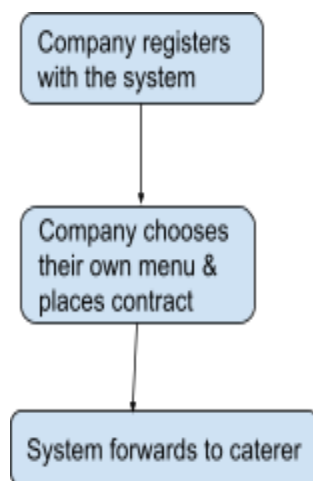 Company registers
with the system
Company chooses
their own menu &
places contract
System forwards to caterer